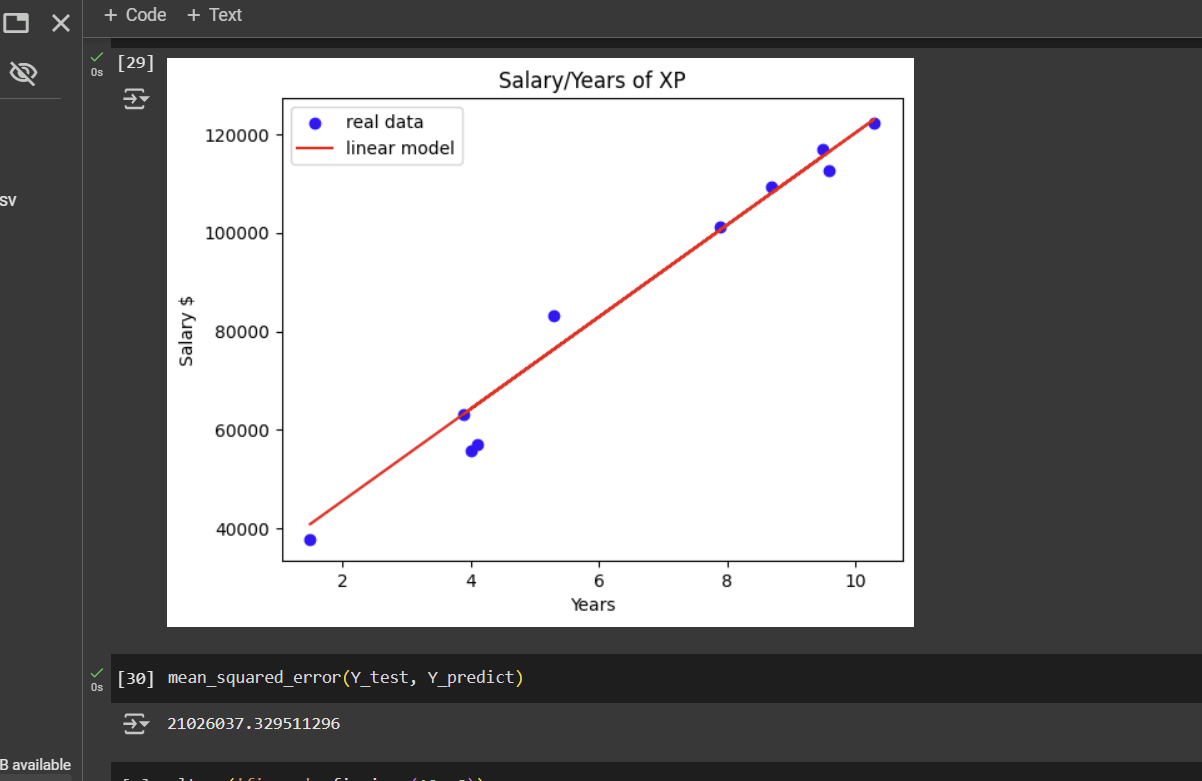 + Code + Text
[29]
0s
Salary/Years of XP
real data
linear model
120000
100000
80000
60000
40000
Salary $
2 4 6 8 10
Years
sv
[30] mean_squared_error(Y_test, Y_predict)
0s
21026037.329511296
B available